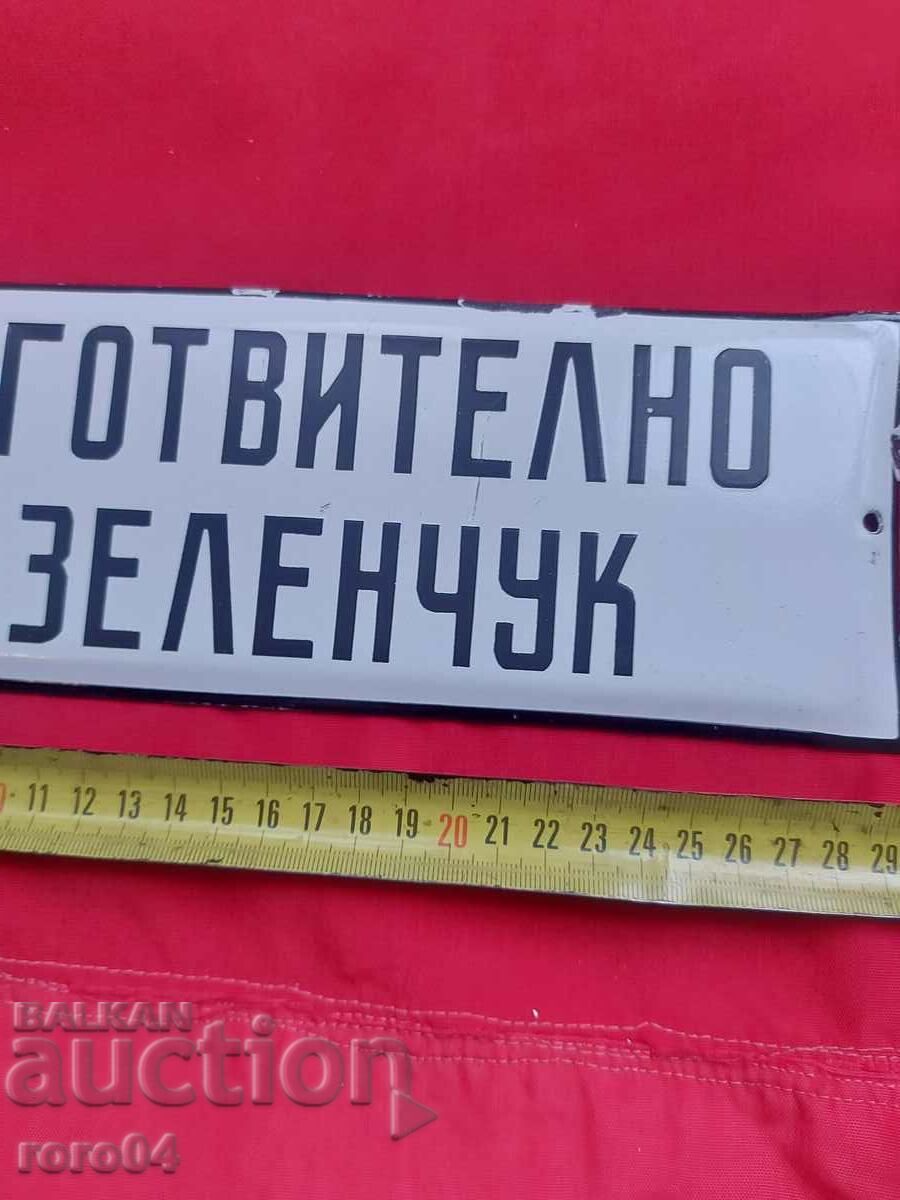 ГОТВИТЕЛНО
ЗЕЛЕНЧУК
11 12 13 14 15 16 17 18 19 20 21 22 23 24 25 26 27 28 29
BALKAN
auction
roro04